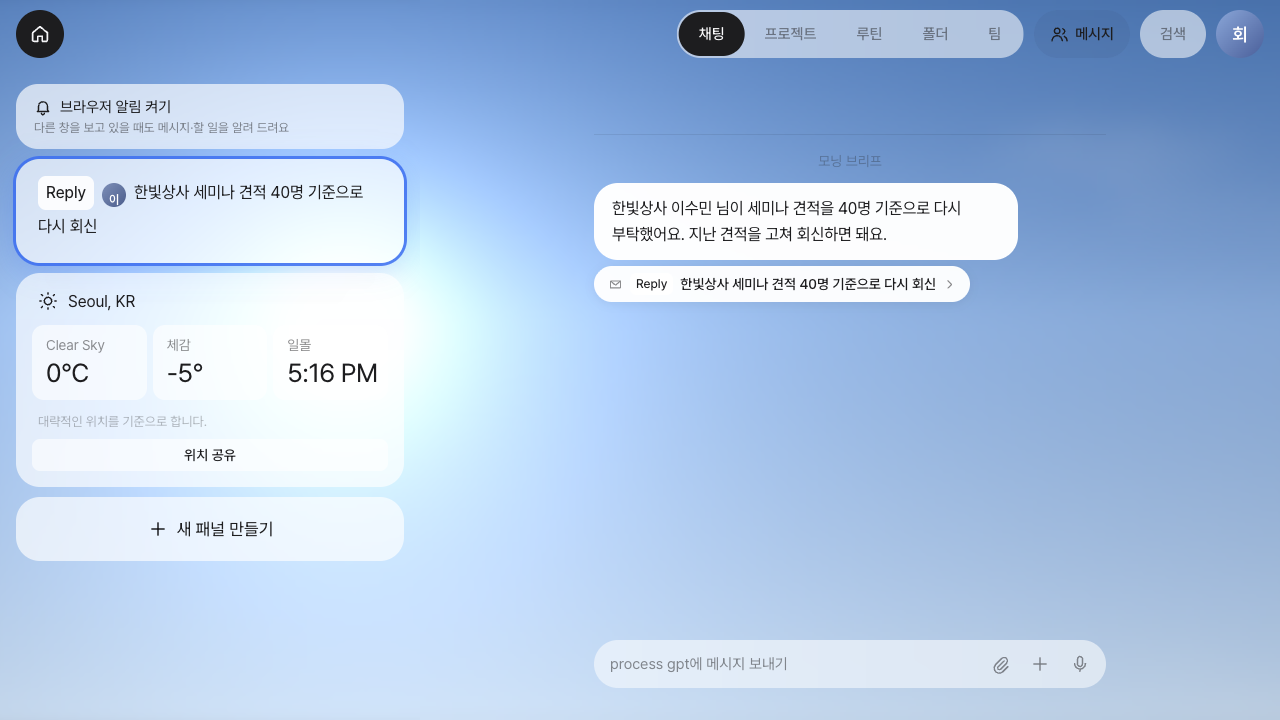 채팅
프로젝트
루틴
폴더
팀
메시지
검색
회
브라우저 알림 켜기
다른 창을 보고 있을 때도 메시지·할 일을 알려 드려요
Reply 이 한빛상사 세미나 견적 40명 기준으로
다시 회신
Seoul, KR
Clear Sky
0°C
체감
-5°
일몰
5:16 PM
대략적인 위치를 기준으로 합니다.
위치 공유
새 패널 만들기
모닝 브리프
한빛상사 이수민 님이 세미나 견적을 40명 기준으로 다시
부탁했어요. 지난 견적을 고쳐 회신하면 돼요.
Reply 한빛상사 세미나 견적 40명 기준으로 다시 회신
process gpt에 메시지 보내기